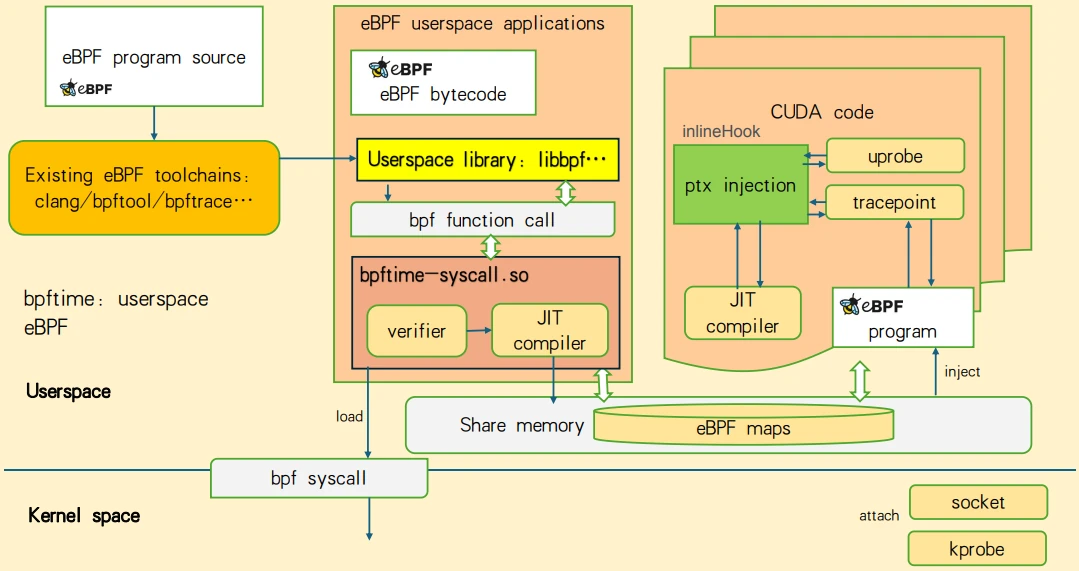 eBPF program source
eBPF
Existing eBPF toolchains:
clang/bpftool/bpftrace…
bpftime: userspace
eBPF
Userspace
eBPF userspace applications
eBPF
eBPF bytecode
Userspace library: libbpf…
bpf function call
bpftime-syscall.so
verifier
JIT
compiler
load
CUDA code
inlineHook
ptx injection
uprobe
tracepoint
JIT
compiler
eBPF
program
inject
Share memory
eBPF maps
bpf syscall
Kernel space
attach
socket
kprobe